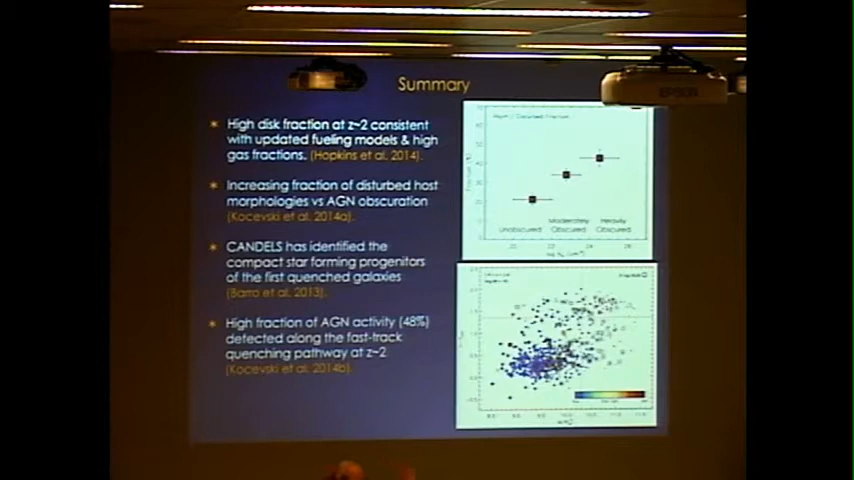 Summary
EPSON
* High disk fraction at z~2 consistent
with updated fueling models & high
gas fractions. (Hopkins et al. 2014).
* Increasing fraction of disturbed host
morphologies vs AGN obscuration
(Kocevski et al. 2014a).
* CANDELS has identified the
compact star forming progenitors
of the first quenched galaxies
(Barro et al. 2013).
* High fraction of AGN activity (48%)
detected along the fast-track
quenching pathway at z~2
(Kocevski et al. 2014b).
Disturbed Fraction
Moderately Heavily
Unobscured Obscured Obscured